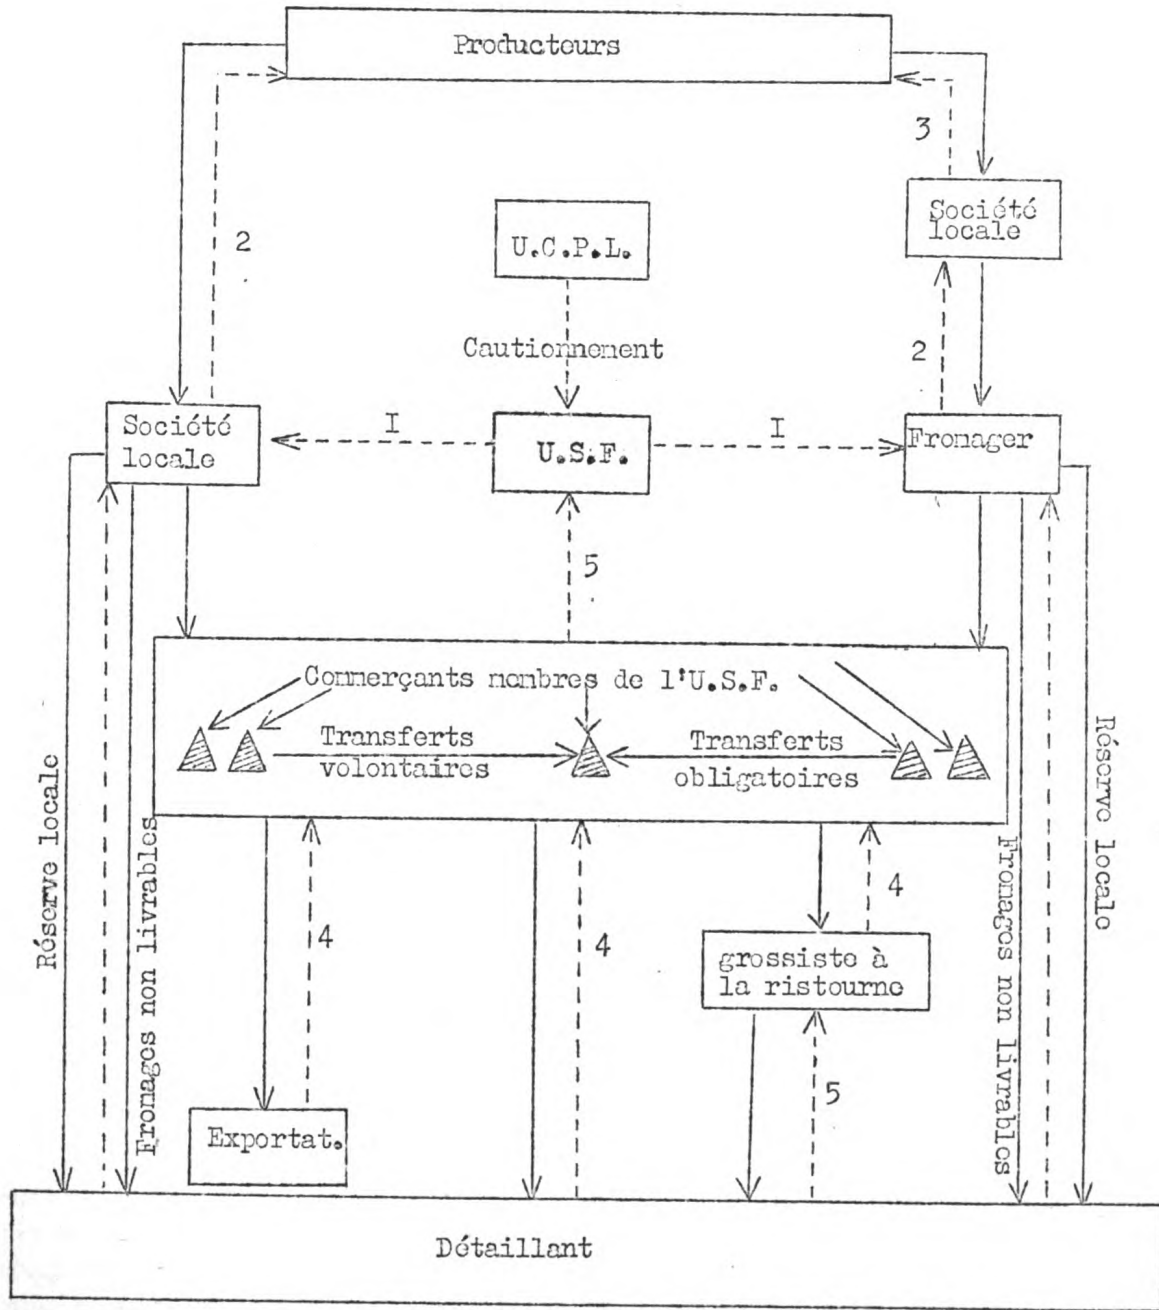 Producteurs
3
Société
locale
2
U.C.P.L.
Cautionnement
2
Société
locale
I
U.S.F.
I
Fromager
5
Commerçants mombres de l'U.S.F.
Transferts
volontaires
Transferts
obligatoires
Réserve locale
Fromages non livrables
Fromages non livrables
Réserve locale
4
4
4
grossiste à
la ristourne
5
Exportat.
Détaillant